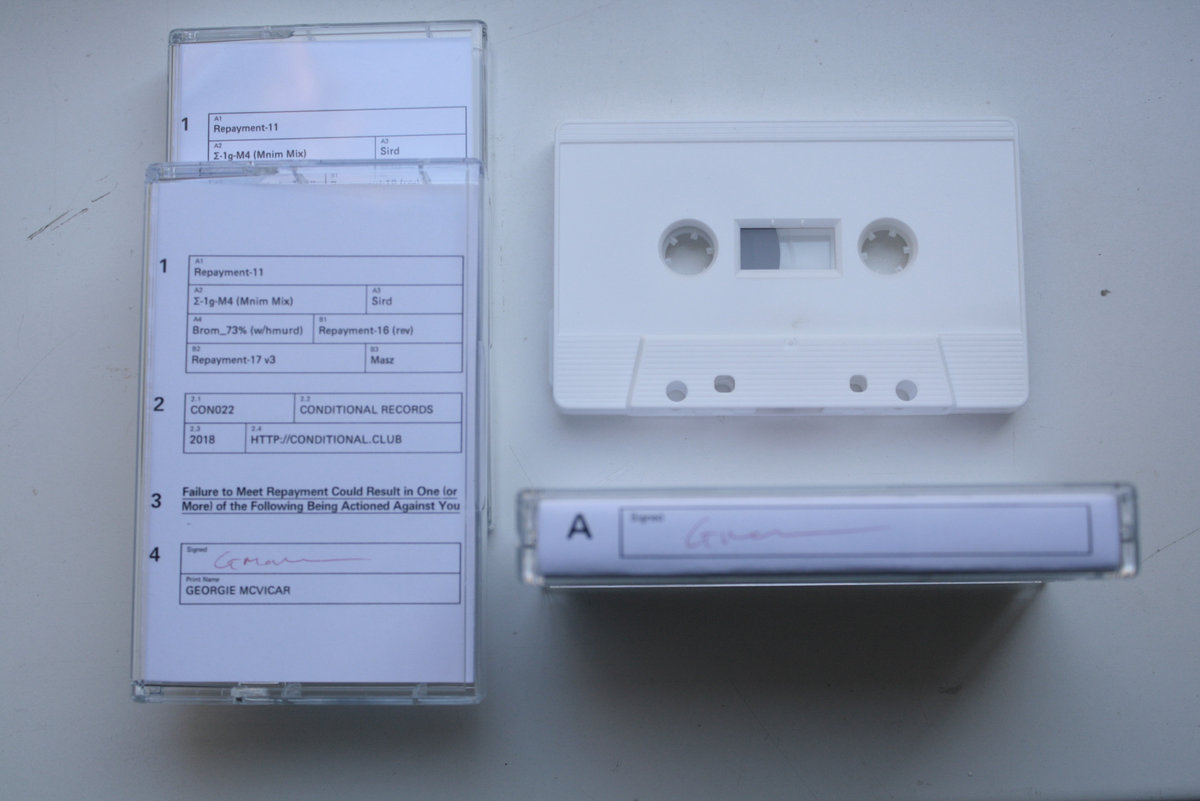 1
A1
Repayment-11
A2
Σ-1g-M4 (Mnim Mix)
A3
Sird
1
A1
Repayment-11
A2
Σ-1g-M4 (Mnim Mix)
A3
Sird
A4
Brom_73% (w/hmurd)
B1
Repayment-16 (rev)
B2
Repayment-17 v3
B3
Masz
2
2.1
CON022
2.2
CONDITIONAL RECORDS
2.3
2018
2.4
HTTP://CONDITIONAL.CLUB
3
Failure to Meet Repayment Could Result in One (or
More) of the Following Being Actioned Against You
4
Signed
Print Name
GEORGIE MCVICAR
A
Signed